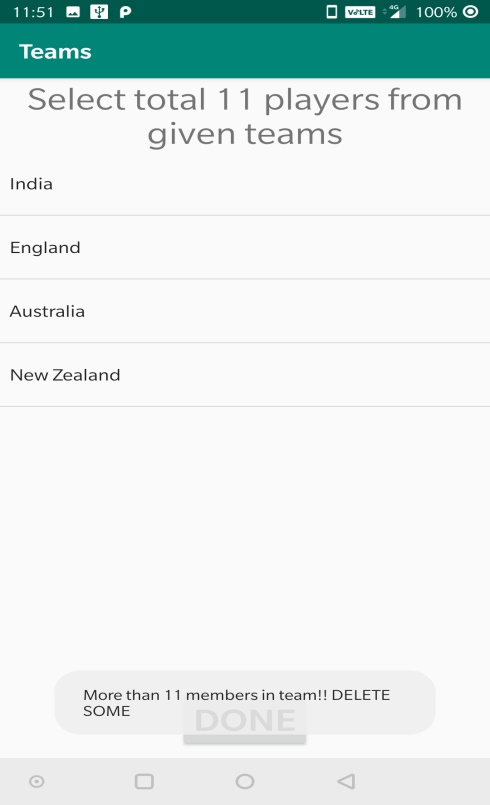 11:51 VoLTE 4G 100%
Teams
Select total 11 players from
given teams
India
England
Australia
New Zealand
More than 11 members in team!! DELETE
SOME
DONE